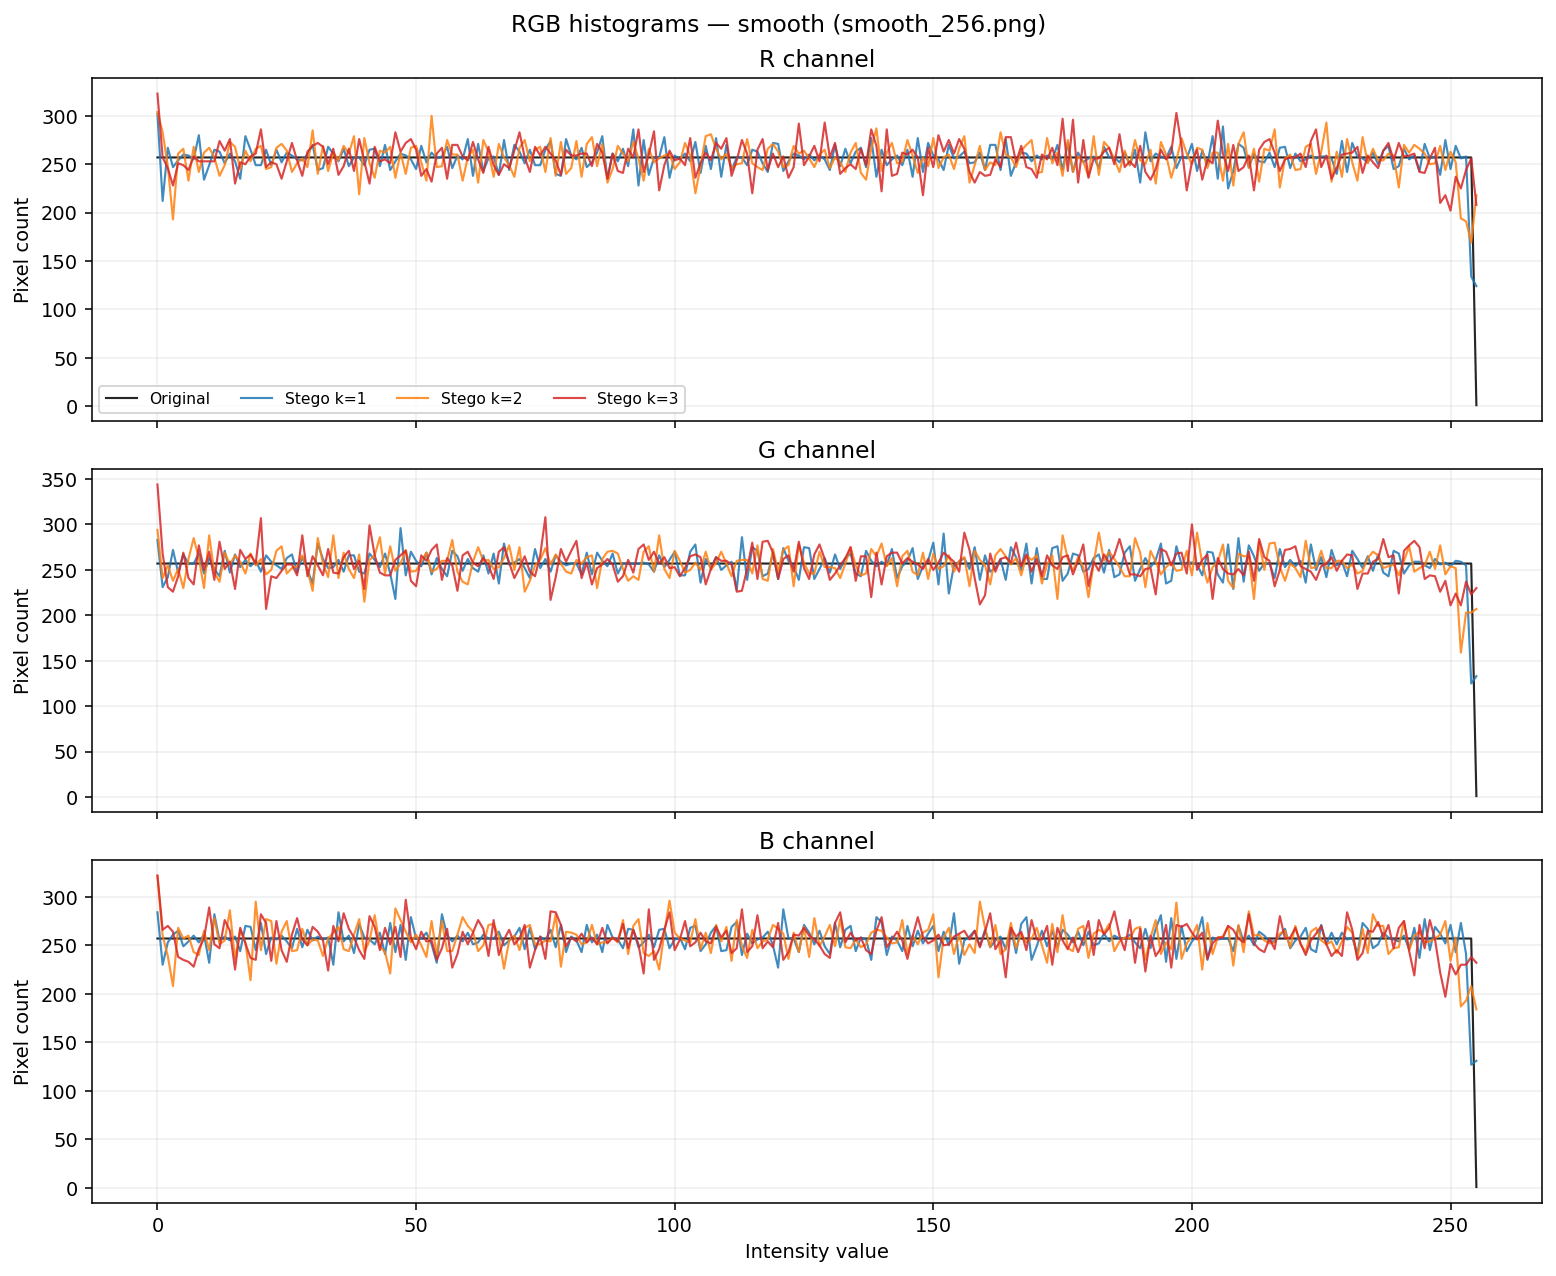 RGB histograms — smooth (smooth_256.png)
R channel
300
250
200
150
100
50
0
Pixel count
Original Stego k=1 Stego k=2 Stego k=3
G channel
350
300
250
200
150
100
50
0
Pixel count
B channel
300
250
200
150
100
50
0
Pixel count
0 50 100 150 200 250
Intensity value